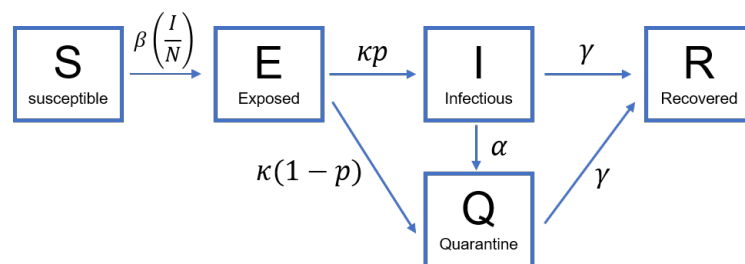 β(I/N)
S
susceptible
E
Exposed
κp
I
Infectious
γ
R
Recovered
α
κ(1 − p)
γ
Q
Quarantine